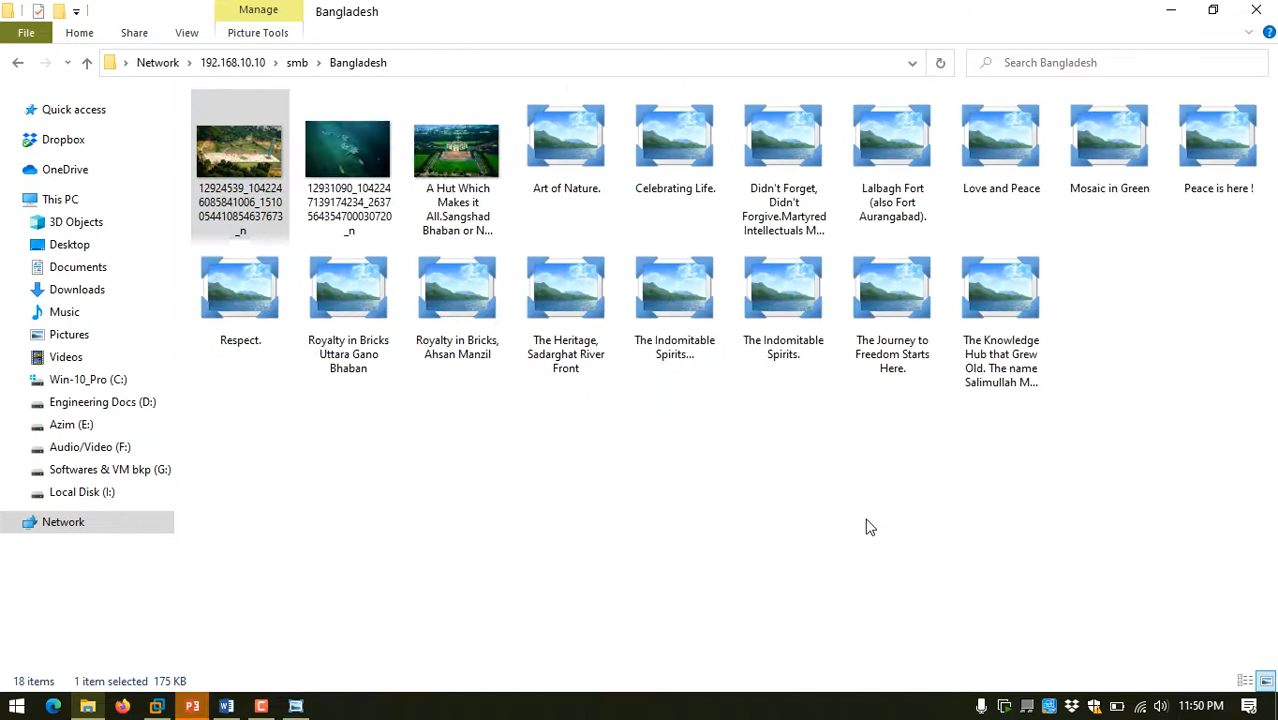 Manage
Bangladesh
File
Home
Share
View
Picture Tools
Network
192.168.10.10
smb
Bangladesh
Search Bangladesh
Quick access
Dropbox
OneDrive
This PC
3D Objects
Desktop
Documents
Downloads
Music
Pictures
Videos
Win-10_Pro (C:)
Engineering Docs (D:)
Azim (E:)
Audio/Video (F:)
Softwares & VM bkp (G:)
Local Disk (I:)
Network
12924539_104224
6085841006_1510
054410854637673
_n
12931090_104224
7139174234_2637
564354700030720
_n
A Hut Which
Makes it
All.Sangshad
Bhaban or N...
Art of Nature.
Celebrating Life.
Didn't Forget,
Didn't
Forgive.Martyred
Intellectuals M...
Lalbagh Fort
(also Fort
Aurangabad).
Love and Peace
Mosaic in Green
Peace is here !
Respect.
Royalty in Bricks
Uttara Gano
Bhaban
Royalty in Bricks,
Ahsan Manzil
The Heritage,
Sadarghat River
Front
The Indomitable
Spirits...
The Indomitable
Spirits.
The Journey to
Freedom Starts
Here.
The Knowledge
Hub that Grew
Old. The name
Salimullah M...
18 items
1 item selected 175 KB
11:50 PM